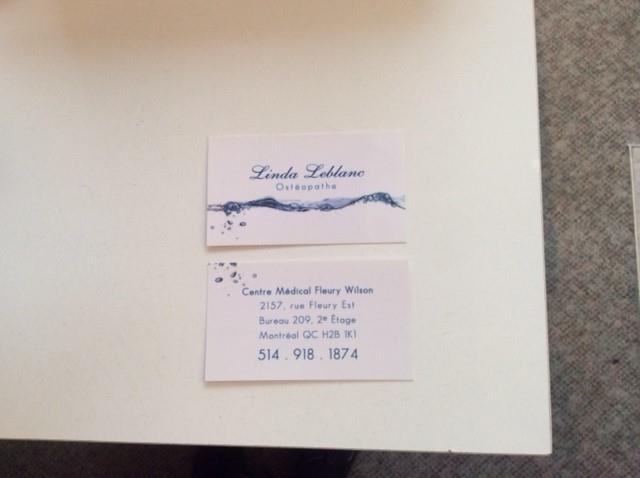 Linda Leblanc
Ostéopathe
Centre Médical Fleury Wilson
2157, rue Fleury Est
Bureau 209, 2e Étage
Montréal QC H2B 1K1
514 . 918 . 1874